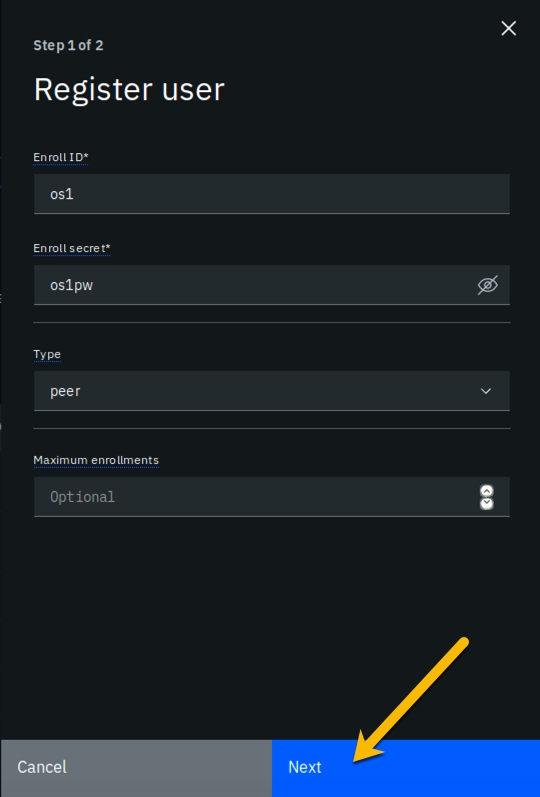 Step 1 of 2
Register user
Enroll ID*
os1
Enroll secret*
os1pw
Type
peer
Maximum enrollments
Optional
Cancel
Next